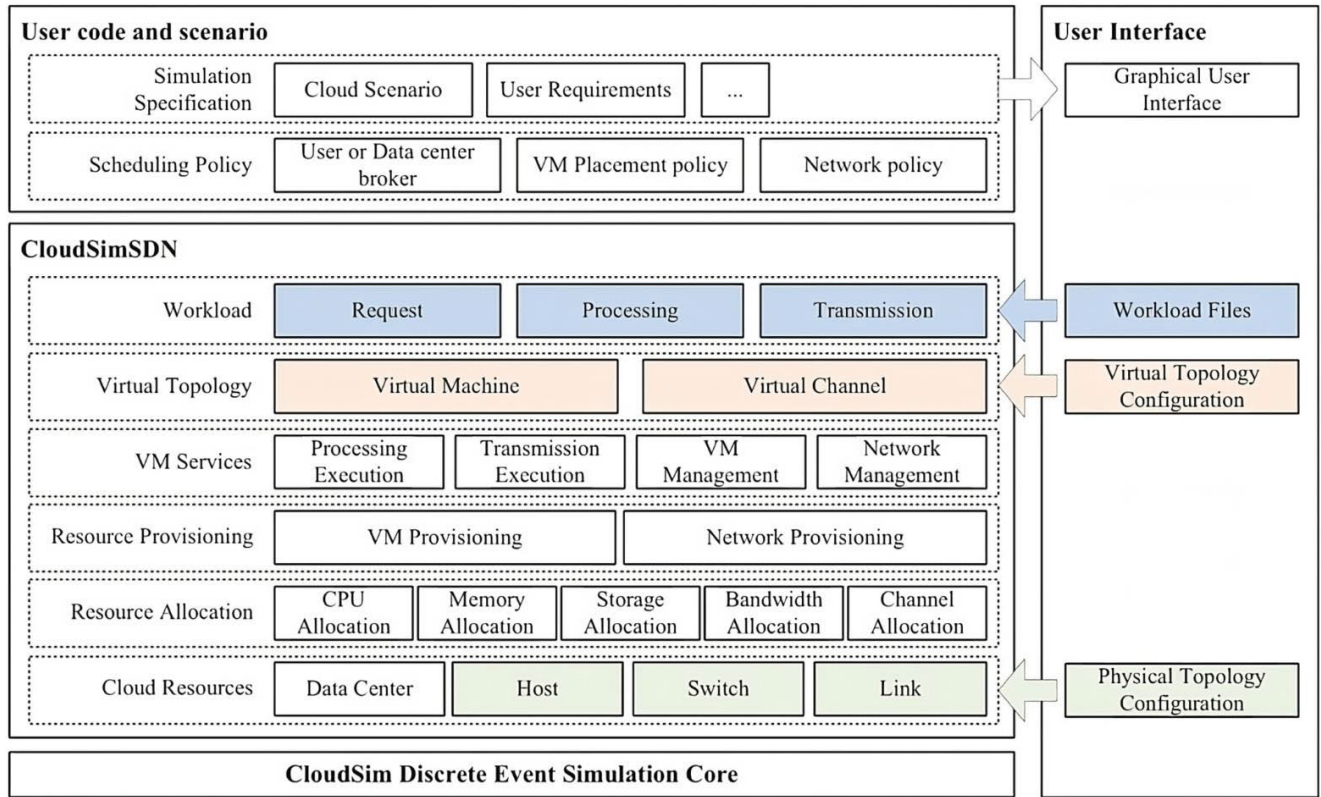 User code and scenario
Simulation
Specification
Cloud Scenario
User Requirements
...
Scheduling Policy
User or Data center
broker
VM Placement policy
Network policy
CloudSimSDN
Workload
Request
Processing
Transmission
Virtual Topology
Virtual Machine
Virtual Channel
VM Services
Processing
Execution
Transmission
Execution
VM
Management
Network
Management
Resource Provisioning
VM Provisioning
Network Provisioning
Resource Allocation
CPU
Allocation
Memory
Allocation
Storage
Allocation
Bandwidth
Allocation
Channel
Allocation
Cloud Resources
Data Center
Host
Switch
Link
CloudSim Discrete Event Simulation Core
User Interface
Graphical User
Interface
Workload Files
Virtual Topology
Configuration
Physical Topology
Configuration